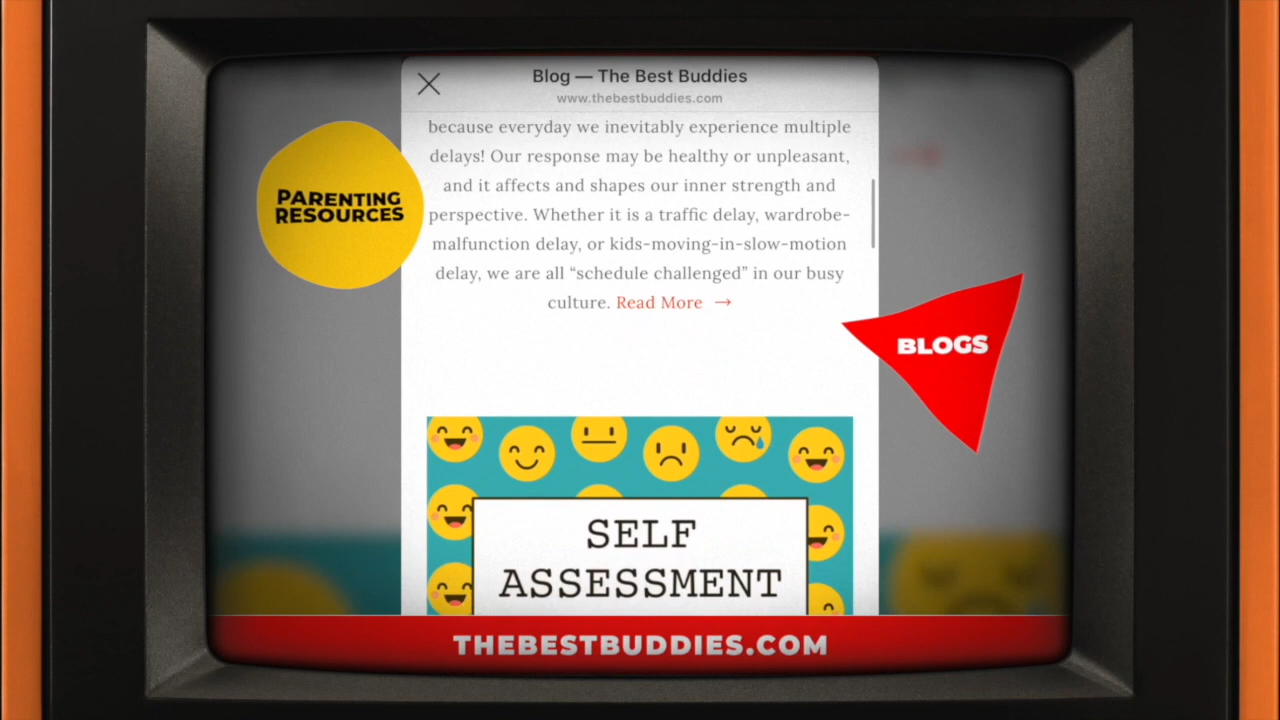 Blog — The Best Buddies
www.thebestbuddies.com
because everyday we inevitably experience multiple
delays! Our response may be healthy or unpleasant,
and it affects and shapes our inner strength and
perspective. Whether it is a traffic delay, wardrobe-
malfunction delay, or kids-moving-in-slow-motion
delay, we are all “schedule challenged” in our busy
culture. Read More →
PARENTING
RESOURCES
BLOGS
SELF
ASSESSMENT
THEBESTBUDDIES.COM